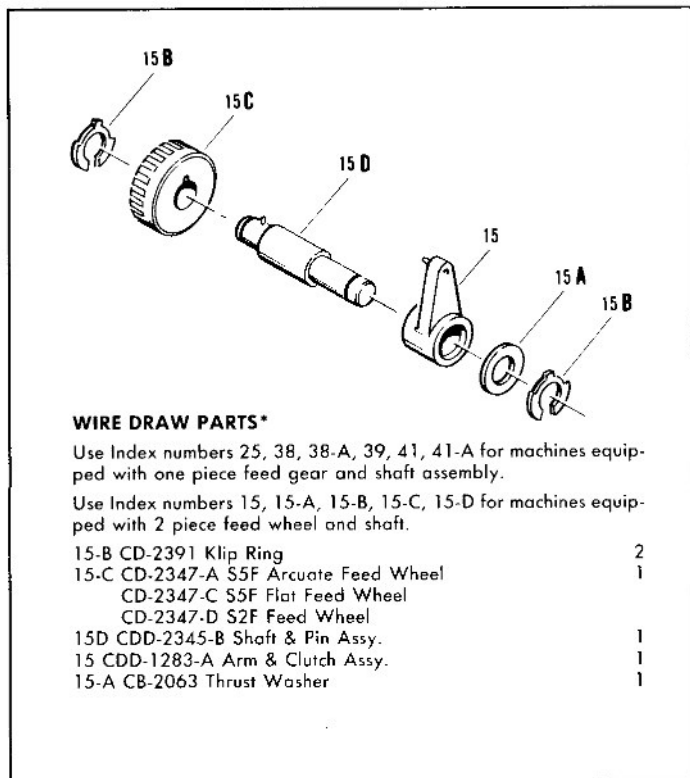 15B
15C
15D
15
15A
15B
WIRE DRAW PARTS*
Use Index numbers 25, 38, 38-A, 39, 41, 41-A for machines equip-
ped with one piece feed gear and shaft assembly.
Use Index numbers 15, 15-A, 15-B, 15-C, 15-D for machines equip-
ped with 2 piece feed wheel and shaft.
15-B CD-2391 Klip Ring 2
15-C CD-2347-A S5F Arcuate Feed Wheel 1
CD-2347-C S5F Flat Feed Wheel
CD-2347-D S2F Feed Wheel
15D CDD-2345-B Shaft & Pin Assy. 1
15 CDD-1283-A Arm & Clutch Assy. 1
15-A CB-2063 Thrust Washer 1